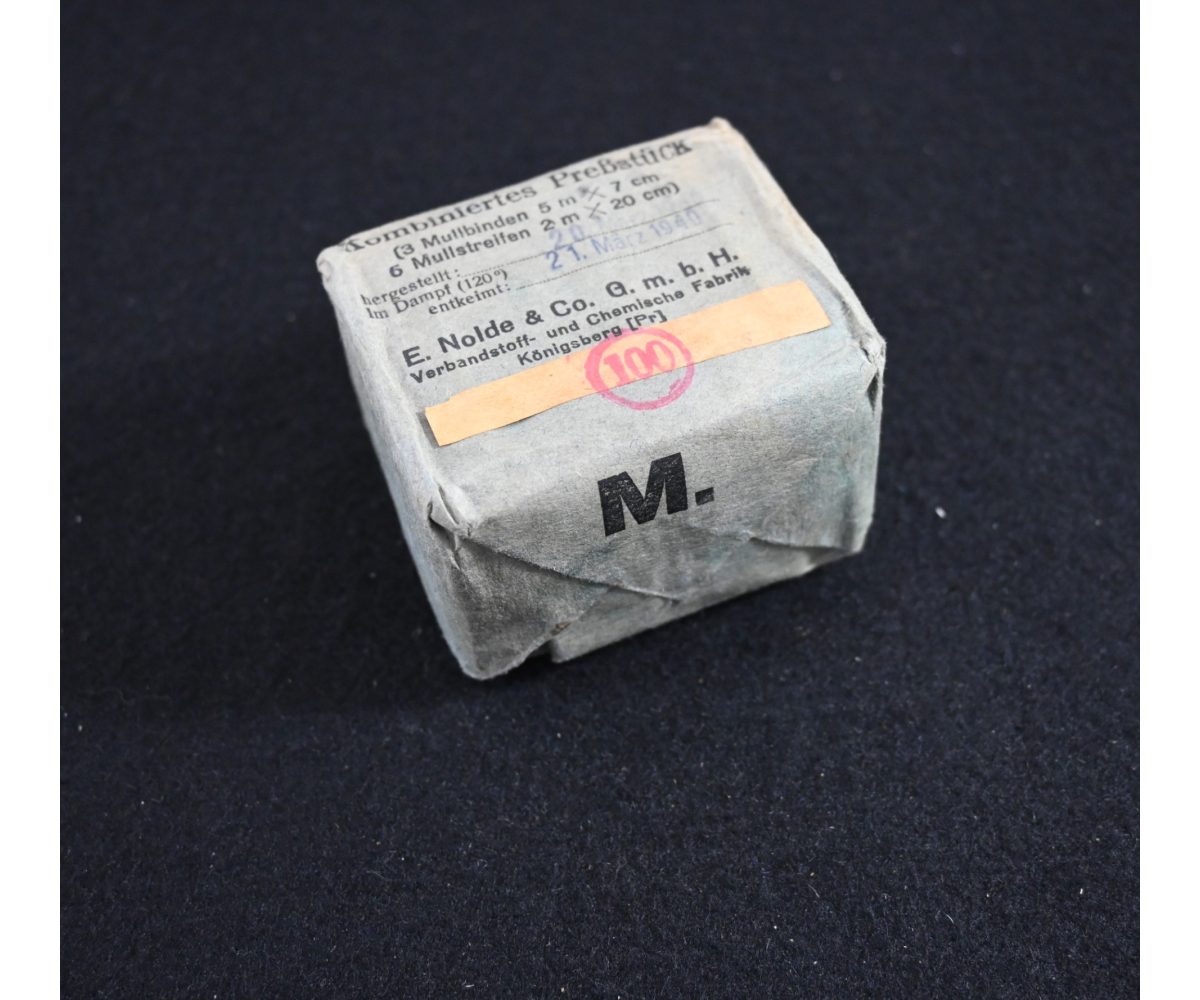 Kombiniertes Preßstück
(3 Mullbinden 5 m × 7 cm
6 Mullstreifen 2 m × 20 cm)
hergestellt:
Im Dampf (120°) 21. März 1940
entkeimt:
E. Nolde & Co. G. m. b. H.
Verbandstoff- und Chemische Fabrik
Königsberg [Pr]
100
M.